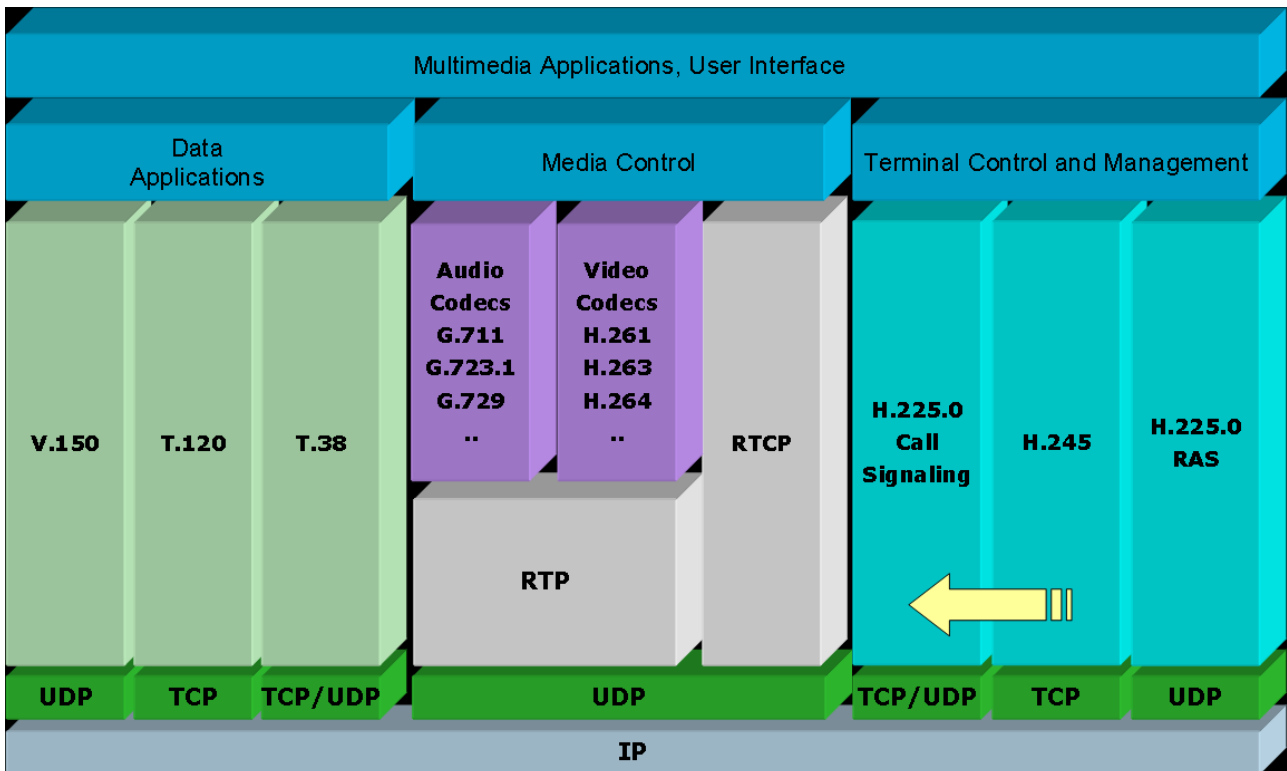 Multimedia Applications, User Interface
Data
Applications
Media Control
Terminal Control and Management
V.150
T.120
T.38
Audio
Codecs
G.711
G.723.1
G.729
..
Video
Codecs
H.261
H.263
H.264
..
RTP
RTCP
H.225.0
Call
Signaling
H.245
H.225.0
RAS
UDP
TCP
TCP/UDP
UDP
TCP/UDP
TCP
UDP
IP